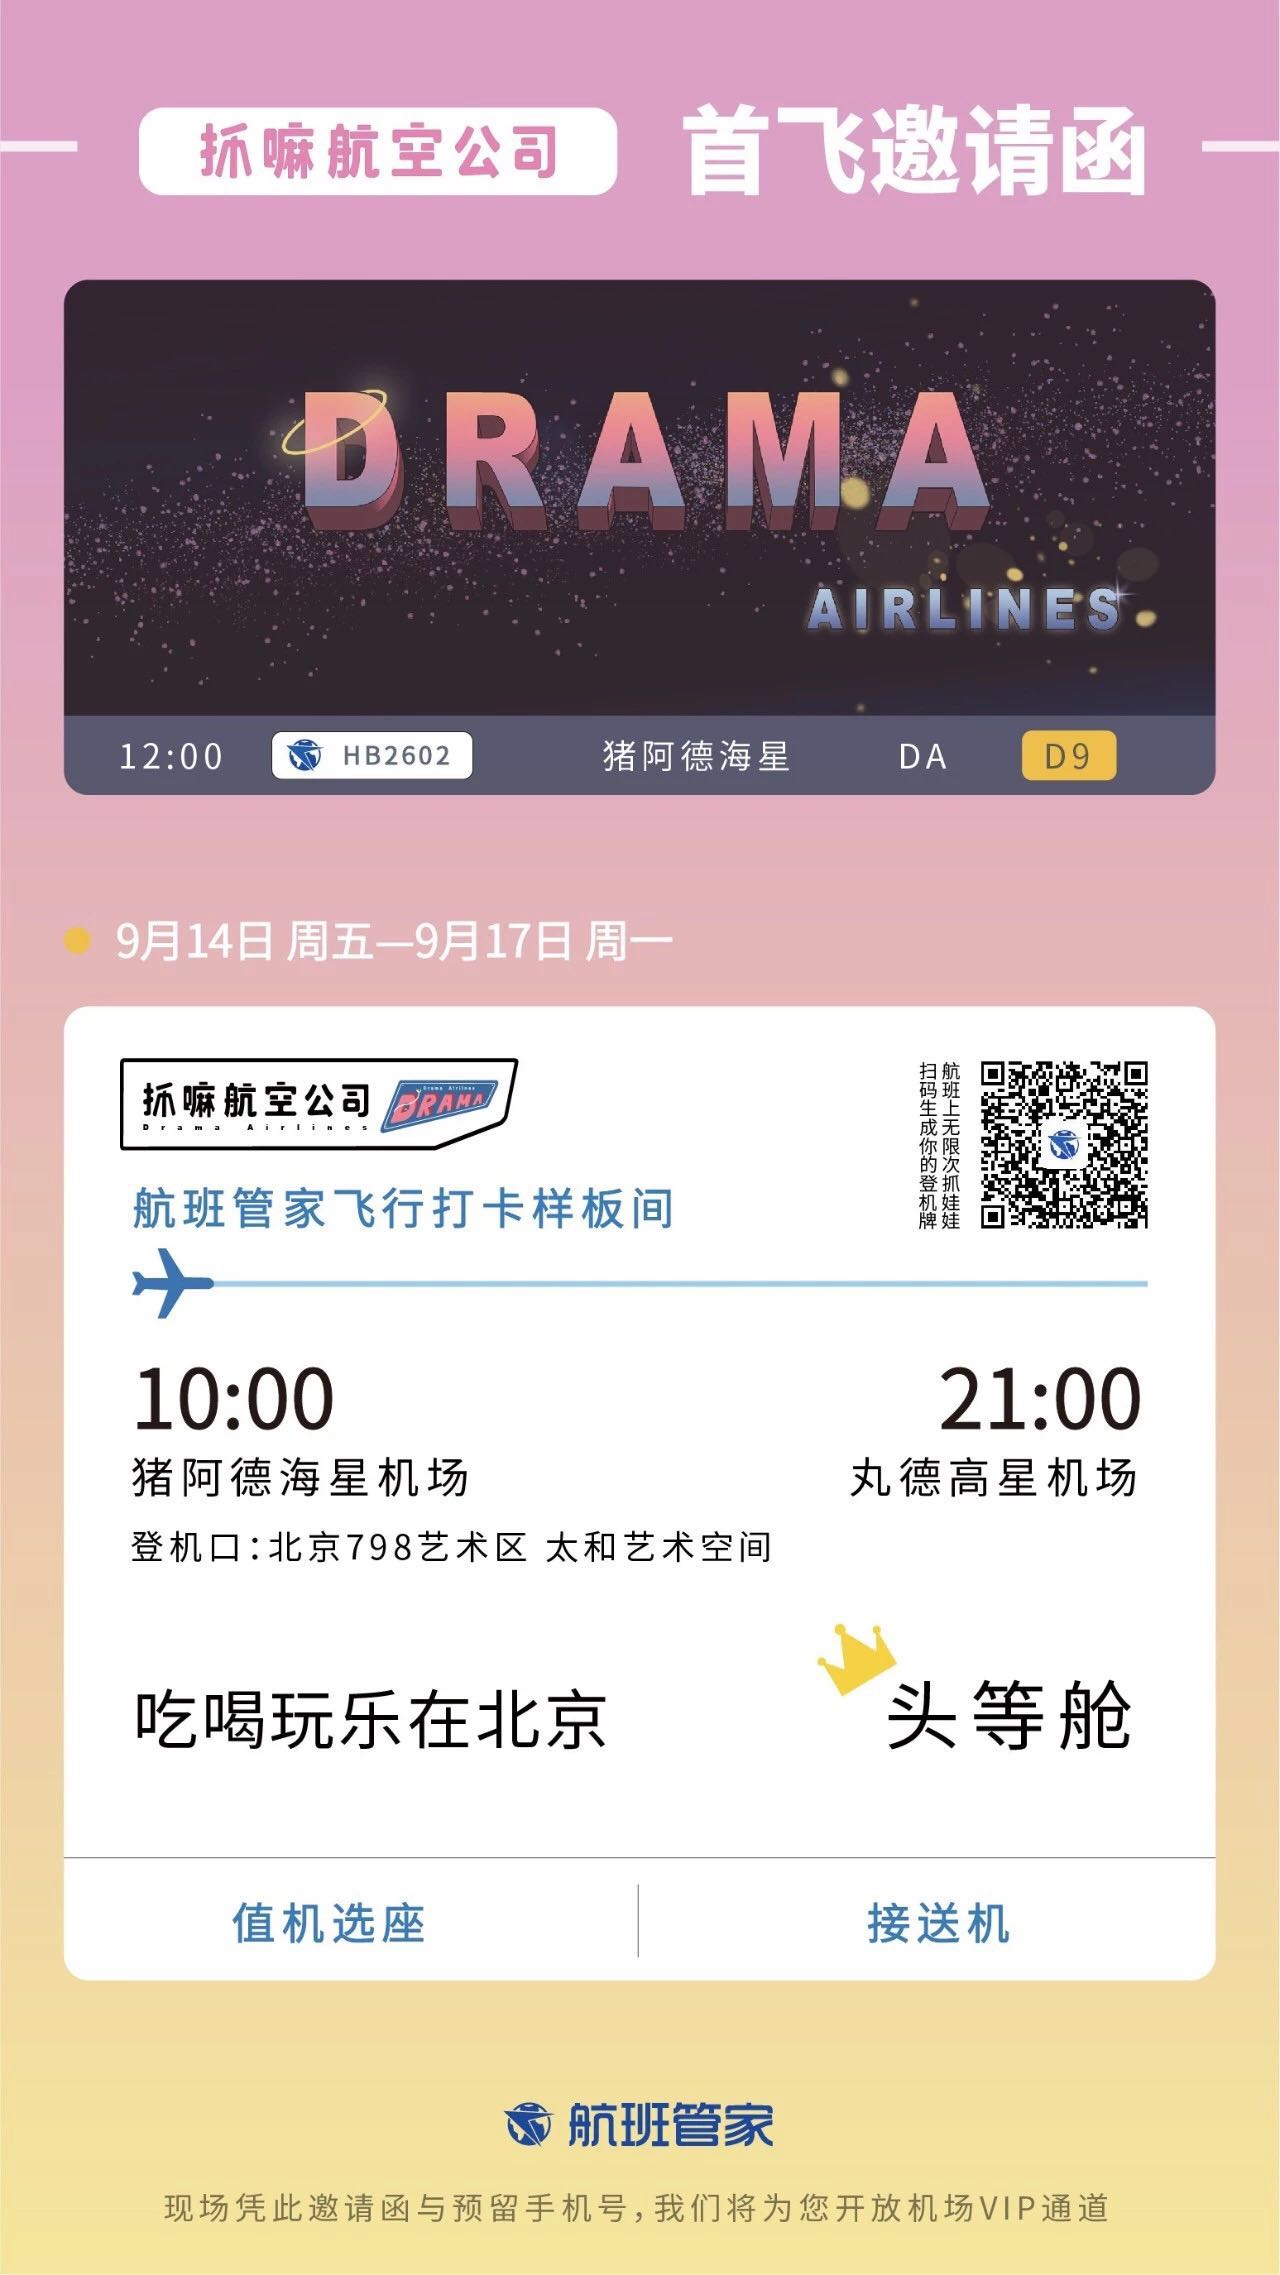 抓嘛航空公司 首飞邀请函
DRAMA
AIRLINES
12:00 HB2602 猪阿德海星 DA D9
9月14日 周五—9月17日 周一
抓嘛航空公司
Drama Airlines
Drama Airlines
DRAMA
航班上无限次抓娃娃
扫码生成你的登机牌
航班管家飞行打卡样板间
10:00 21:00
猪阿德海星机场 丸德高星机场
登机口:北京798艺术区 太和艺术空间
吃喝玩乐在北京 头等舱
值机选座 接送机
航班管家
现场凭此邀请函与预留手机号,我们将为您开放机场VIP通道